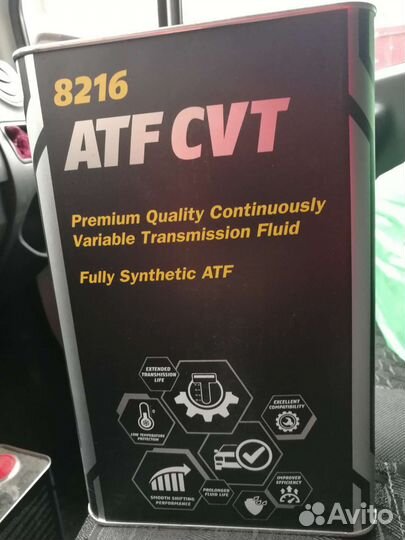 8216
ATF CVT
Premium Quality Continuously
Variable Transmission Fluid
Fully Synthetic ATF
EXTENDED
TRANSMISSION
LIFE
EXCELLENT
COMPATIBILITY
LOW TEMPERATURE
PROTECTION
SMOOTH SHIFTING
PERFORMANCE
PROLONGED
FLUID LIFE
IMPROVED
EFFICIENCY
Avito